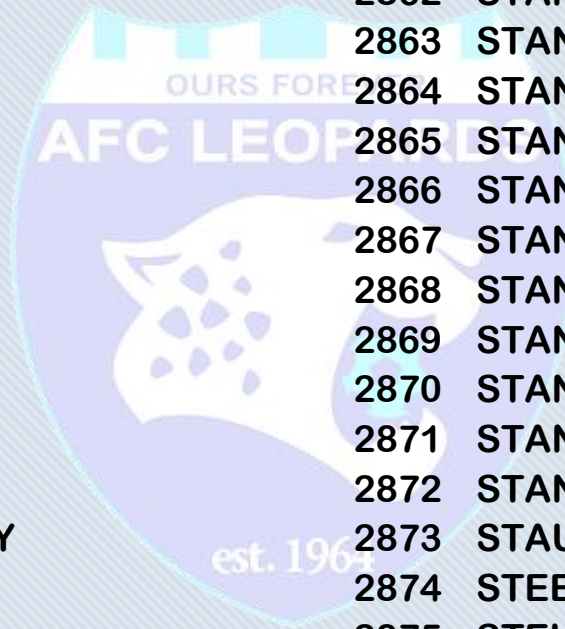 OURS FOREVER
AFC LEOPARDS
est. 1964
2863 STAN
2864 STAN
2865 STAN
2866 STAN
2867 STAN
2868 STAN
2869 STAN
2870 STAN
2871 STAN
2872 STAN
Y
2873 STAU
2874 STEE